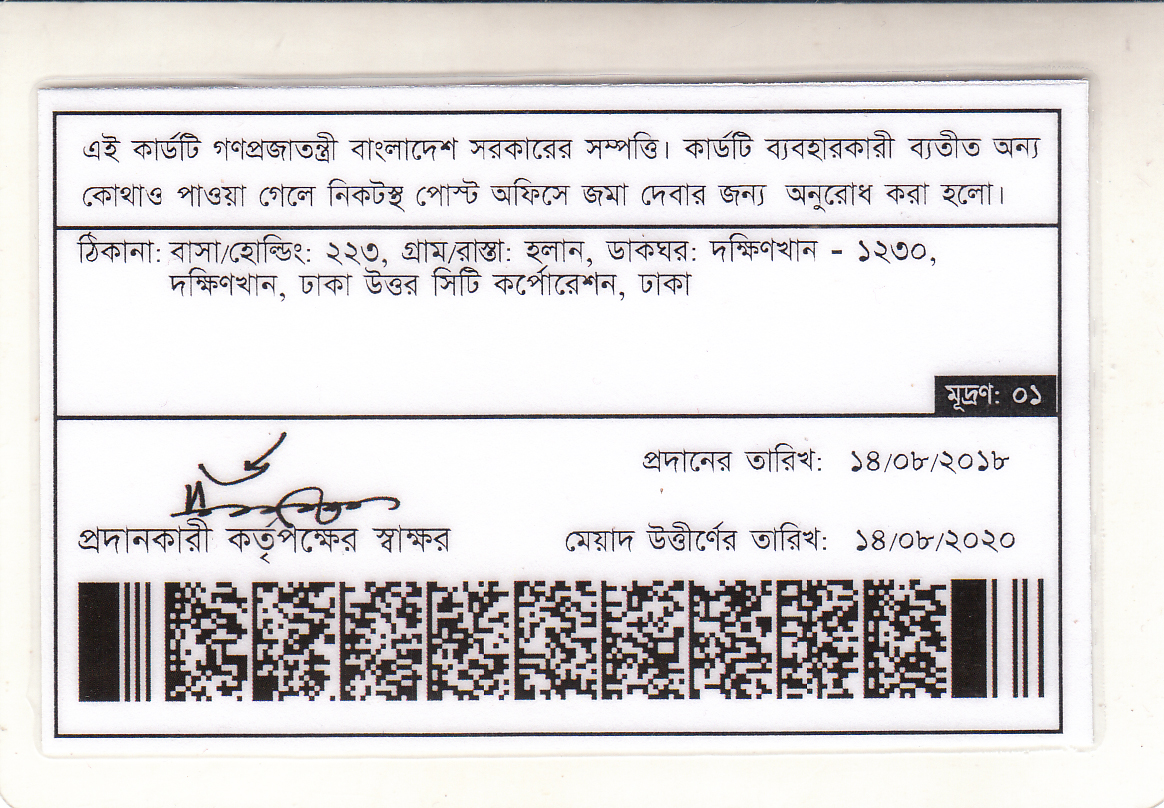 এই কার্ডটি গণপ্রজাতন্ত্রী বাংলাদেশ সরকারের সম্পত্তি। কার্ডটি ব্যবহারকারী ব্যতীত অন্য
কোথাও পাওয়া গেলে নিকটস্থ পোস্ট অফিসে জমা দেবার জন্য অনুরোধ করা হলো।
ঠিকানা: বাসা/হোল্ডিং: ২২৩, গ্রাম/রাস্তা: হলান, ডাকঘর: দক্ষিণখান - ১২৩০,
দক্ষিণখান, ঢাকা উত্তর সিটি কর্পোরেশন, ঢাকা
মূদ্রণ: ০১
প্রদানের তারিখ: ১৪/০৮/২০১৮
প্রদানকারী কর্তৃপক্ষের স্বাক্ষর
মেয়াদ উত্তীর্ণের তারিখ: ১৪/০৮/২০২০